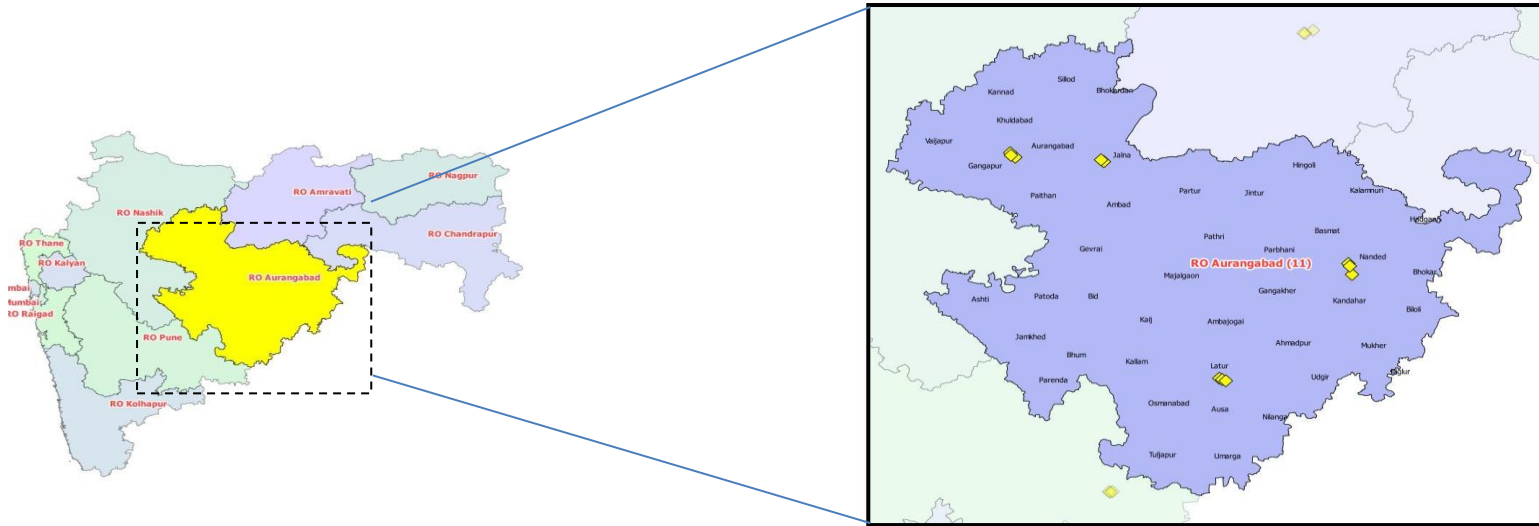 RO Amravati
RO Nagpur
RO Nashik
RO Chandrapur
RO Thane
RO Kalyan
RO Aurangabad
mbai
Mumbai
RO Raigad
RO Pune
RO Kolhapur
Sillod
Kannad
Bhokardan
Khuldabad
Vaijapur
Aurangabad
Jalna
Gangapur
Hingoli
Paithan
Partur
Jintur
Kalamnuri
Ambad
Hadgaon
Basmat
Pathri
Gevrai
Parbhani
RO Aurangabad (11)
Nanded
Majalgaon
Bhokar
Ashti
Patoda
Bid
Gangakher
Kandahar
Biloli
Kaij
Ambajogai
Jamkhed
Ahmadpur
Mukher
Bhum
Kallam
Latur
Parenda
Udgir
Osmanabad
Ausa
Nilanga
Tuljapur
Umarga